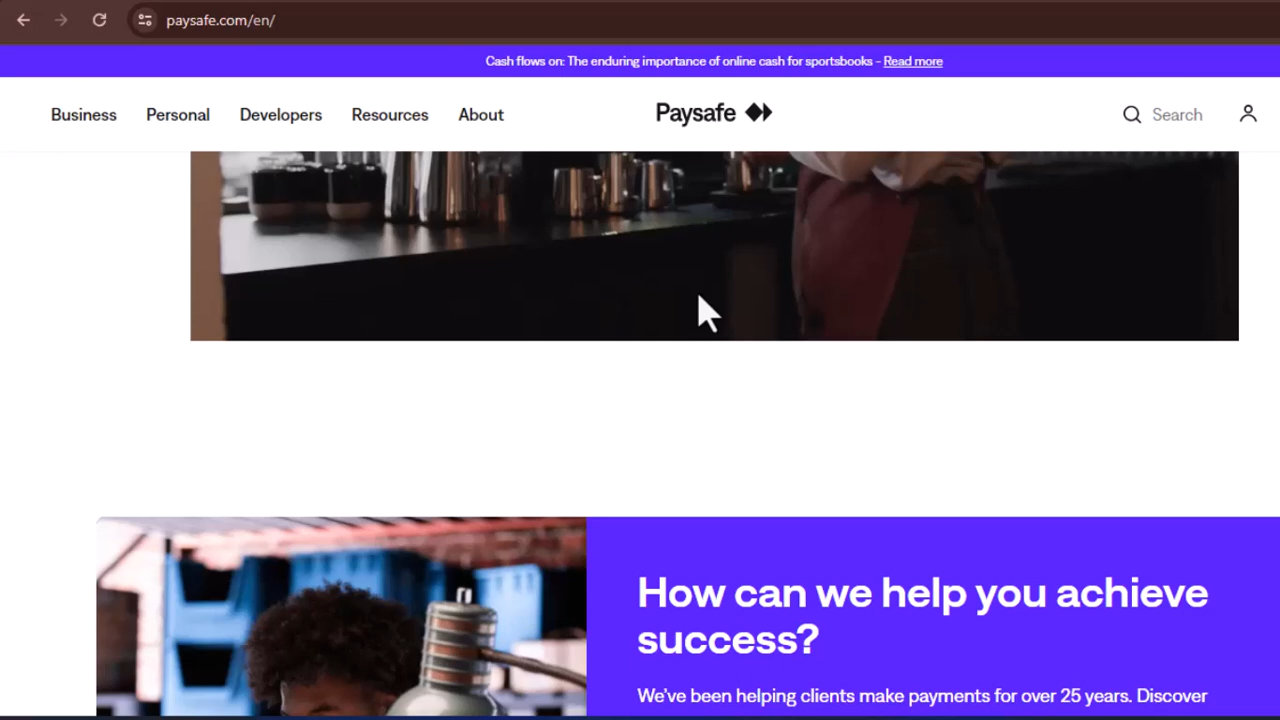 paysafe.com/en/
Cash flows on: The enduring importance of online cash for sportsbooks - Read more
Business Personal Developers Resources About Paysafe Search
How can we help you achieve
success?
We've been helping clients make payments for over 25 years. Discover